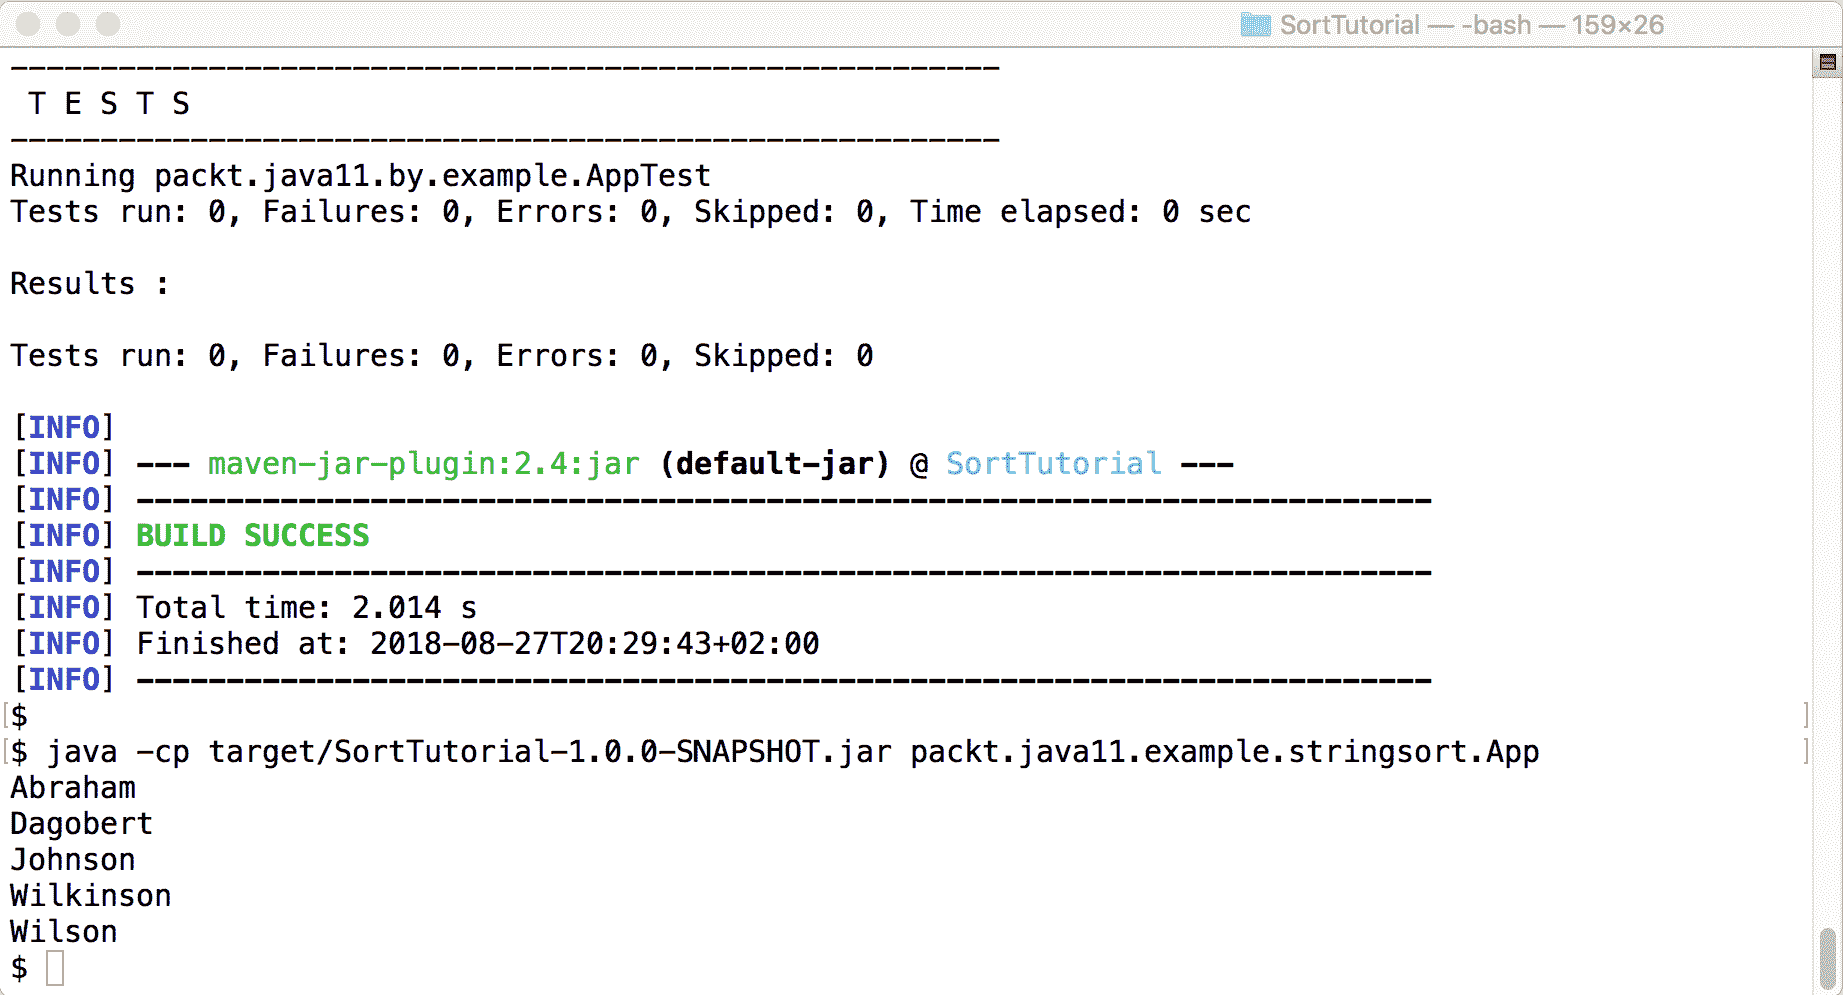 SortTutorial — -bash — 159×26
-------------------------------------------------------
T E S T S
-------------------------------------------------------
Running packt.java11.by.example.AppTest
Tests run: 0, Failures: 0, Errors: 0, Skipped: 0, Time elapsed: 0 sec
Results :
Tests run: 0, Failures: 0, Errors: 0, Skipped: 0
[INFO]
[INFO] --- maven-jar-plugin:2.4:jar (default-jar) @ SortTutorial ---
[INFO] ------------------------------------------------------------------------
[INFO] BUILD SUCCESS
[INFO] ------------------------------------------------------------------------
[INFO] Total time: 2.014 s
[INFO] Finished at: 2018-08-27T20:29:43+02:00
[INFO] ------------------------------------------------------------------------
[$ ]
[$ java -cp target/SortTutorial-1.0.0-SNAPSHOT.jar packt.java11.example.stringsort.App ]
Abraham
Dagobert
Johnson
Wilkinson
Wilson
$